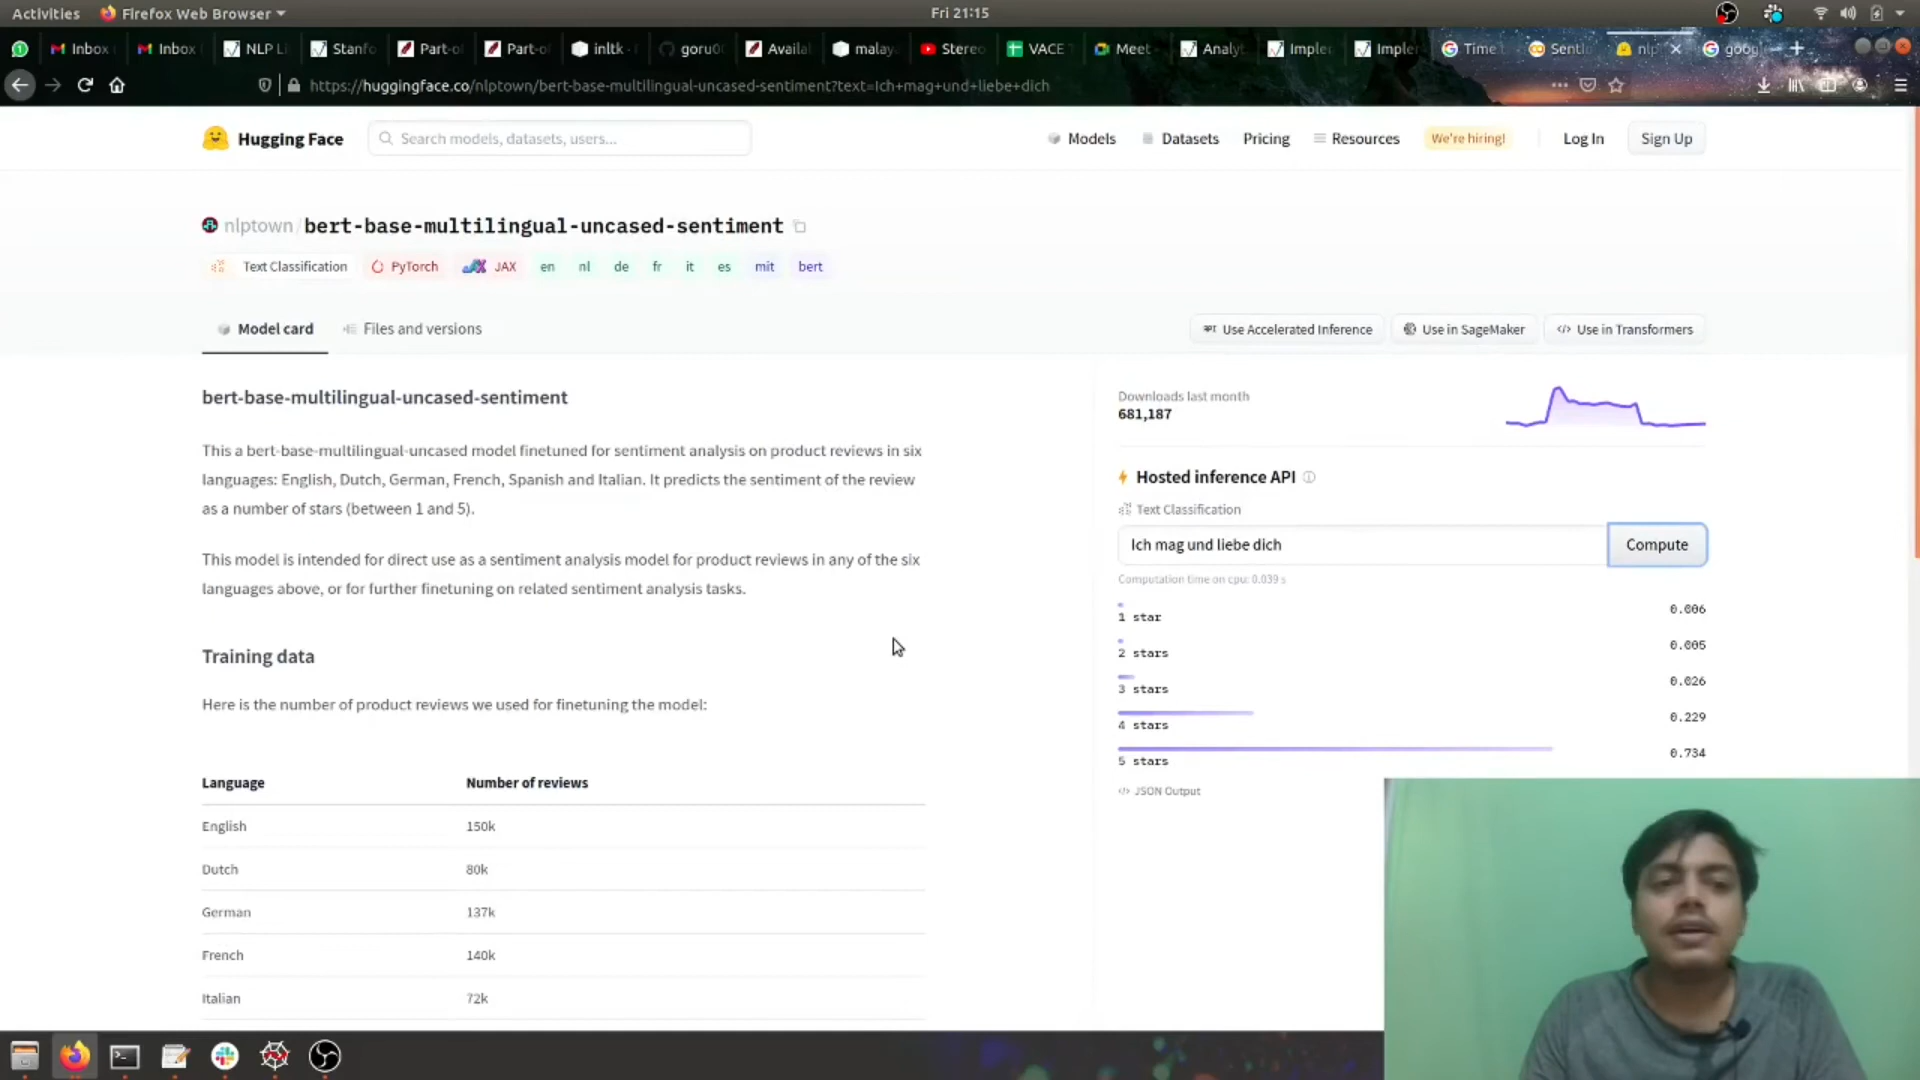 Activities
Firefox Web Browser
Fri 21:15
Inbox
Inbox
NLP Li
Stanfo
Part-o
Part-o
inltk -
goru0
Availa
malay
Stereo
VACE
Meet
Analy
Imple
Imple
Time
Senti
nlp
goog
https://huggingface.co/nlptown/bert-base-multilingual-uncased-sentiment?text=Ich+mag+und+liebe+dich
Hugging Face
Search models, datasets, users...
Models
Datasets
Pricing
Resources
We're hiring!
Log In
Sign Up
nlptown/bert-base-multilingual-uncased-sentiment
Text Classification
PyTorch
JAX
en
nl
de
fr
it
es
mit
bert
Model card
Files and versions
Use Accelerated Inference
Use in SageMaker
Use in Transformers
bert-base-multilingual-uncased-sentiment
This a bert-base-multilingual-uncased model finetuned for sentiment analysis on product reviews in six
languages: English, Dutch, German, French, Spanish and Italian. It predicts the sentiment of the review
as a number of stars (between 1 and 5).
This model is intended for direct use as a sentiment analysis model for product reviews in any of the six
languages above, or for further finetuning on related sentiment analysis tasks.
Training data
Here is the number of product reviews we used for finetuning the model:
Language Number of reviews
English 150k
Dutch 80k
German 137k
French 140k
Italian 72k
Downloads last month
681,187
Hosted inference API
Text Classification
Ich mag und liebe dich
Compute
Computation time on cpu: 0.039 s
1 star 0.006
2 stars 0.005
3 stars 0.026
4 stars 0.229
5 stars 0.734
JSON Output